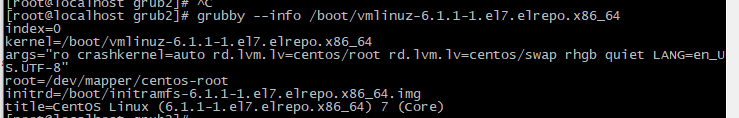 [root@localhost grub2]# ^C
[root@localhost grub2]# grubby --info /boot/vmlinuz-6.1.1-1.el7.elrepo.x86_64
index=0
kernel=/boot/vmlinuz-6.1.1-1.el7.elrepo.x86_64
args="ro crashkernel=auto rd.lvm.lv=centos/root rd.lvm.lv=centos/swap rhgb quiet LANG=en_U
S.UTF-8"
root=/dev/mapper/centos-root
initrd=/boot/initramfs-6.1.1-1.el7.elrepo.x86_64.img
title=CentOS Linux (6.1.1-1.el7.elrepo.x86_64) 7 (Core)
[root@localhost grub2]#